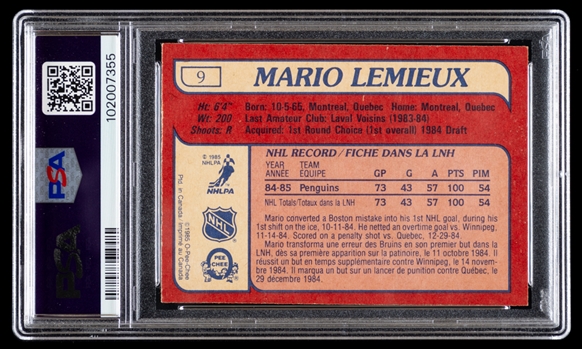 PSA
102007355
9
MARIO LEMIEUX
Ht: 6'4" Born: 10-5-65, Montreal, Quebec Home: Montreal, Quebec
Wt: 200 Last Amateur Club: Laval Voisins (1983-84)
Shoots: R Acquired: 1st Round Choice (1st overall) 1984 Draft
© 1985
NHLPA
NHLPA
NHL
O PEE CHEE
©1985 O-Pee-Chee
Ptd. in Canada Imprimé au Canada
NHL RECORD/FICHE DANS LA LNH
YEAR TEAM
ANNÉE ÉQUIPE GP G A PTS PIM
84-85 Penguins 73 43 57 100 54
NHL Totals/Totaux dans la LNH 73 43 57 100 54
Mario converted a Boston mistake into his 1st NHL goal, during
his 1st shift on the ice, 10-11-84. He netted an overtime goal vs. Winnipeg,
11-14-84. Scored on a penalty shot vs. Quebec, 12-29-84.
Mario transforma une erreur des Bruins en son premier but dans la
LNH, dès sa première apparition sur la patinoire, le 11 octobre 1984. Il
réussit un but en temps supplémentaire contre Winnipeg, le 14 novem-
bre 1984. Il marqua un but sur un lancer de punition contre Québec, le
29 décembre 1984.